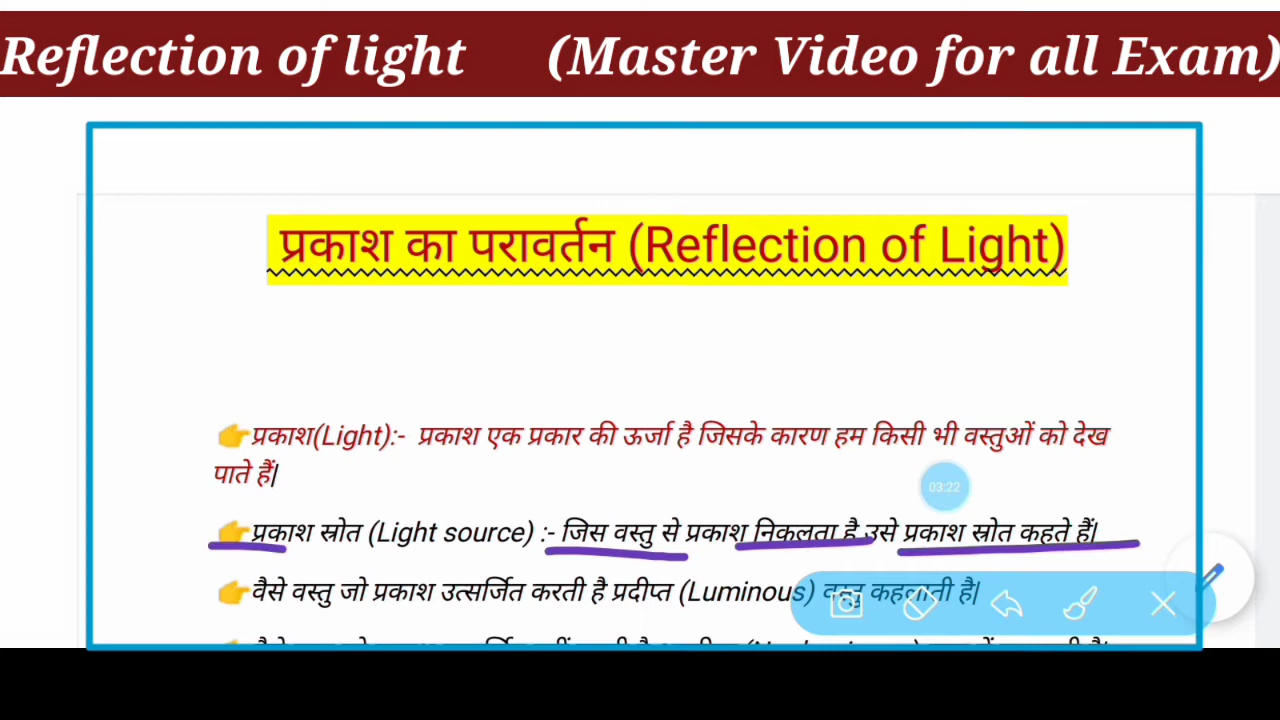 Reflection of light (Master Video for all Exam)
प्रकाश का परावर्तन (Reflection of Light)
👉प्रकाश(Light):- प्रकाश एक प्रकार की ऊर्जा है जिसके कारण हम किसी भी वस्तुओं को देख
पाते हैं|
03:22
👉प्रकाश स्रोत (Light source) :- जिस वस्तु से प्रकाश निकलता है उसे प्रकाश स्रोत कहते हैं|
👉वैसे वस्तु जो प्रकाश उत्सर्जित करती है प्रदीप्त (Luminous) वस्तु कहलाती है|